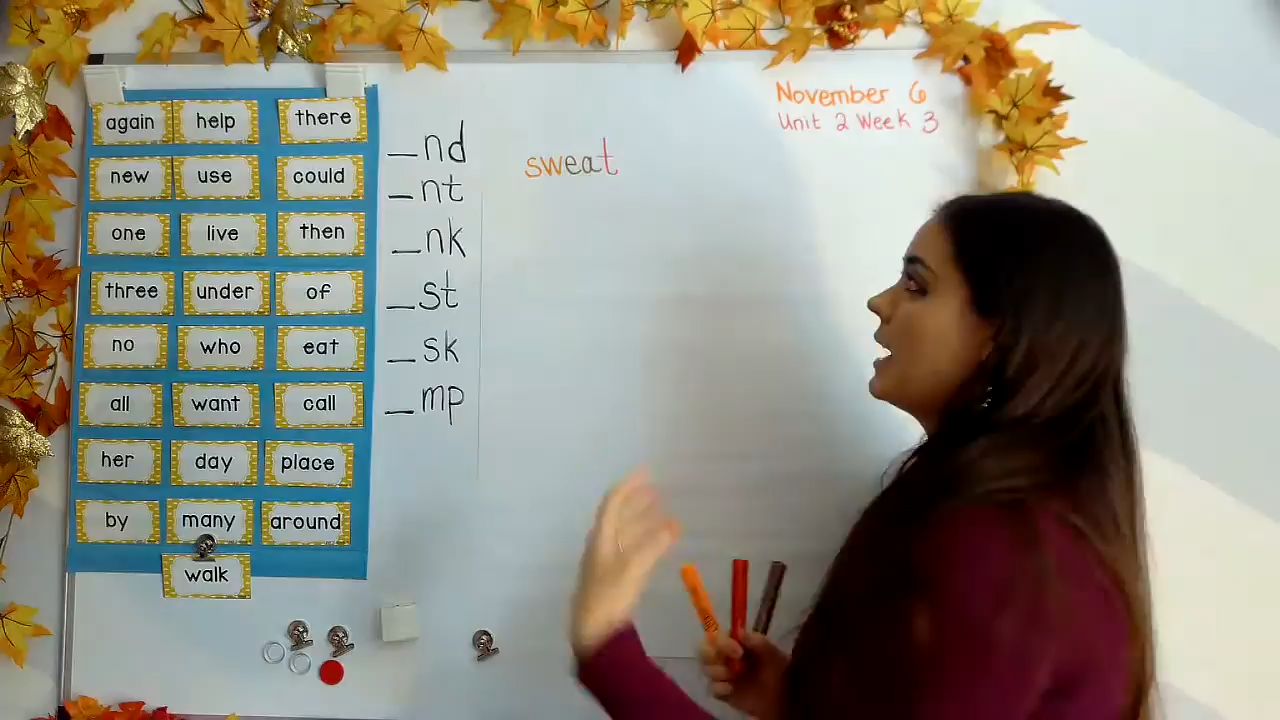 again help there
new use could
one live then
three under of
no who eat
all want call
her day place
by many around
walk
_nd
_nt
_nk
_st
_sk
_mp
sweat
November 6
Unit 2 Week 3